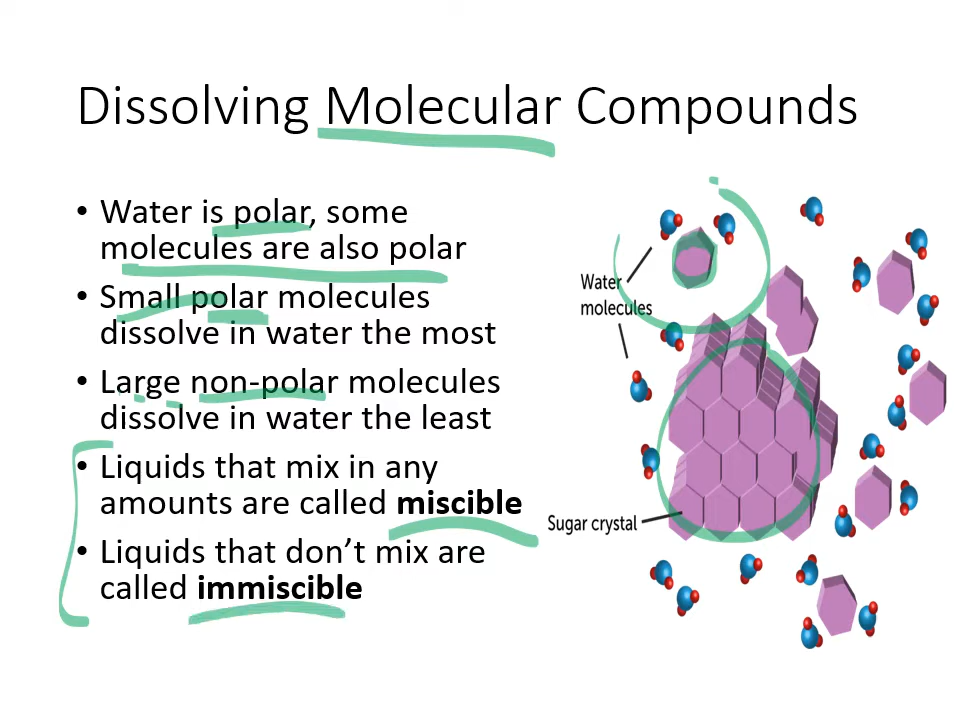 Dissolving Molecular Compounds
• Water is polar, some
molecules are also polar
• Small polar molecules
dissolve in water the most
• Large non-polar molecules
dissolve in water the least
• Liquids that mix in any
amounts are called miscible
• Liquids that don’t mix are
called immiscible
Water
molecules
Sugar crystal